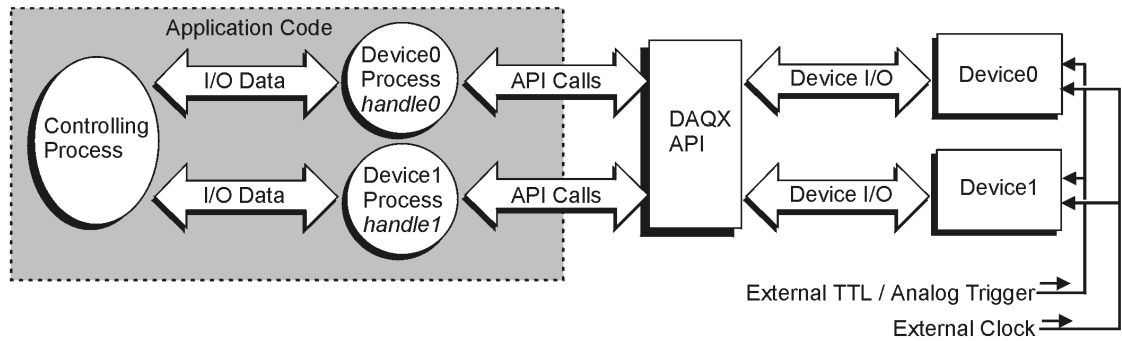 Application Code
Controlling
Process
I/O Data
Device0
Process
handle0
API Calls
DAQX
API
Device I/O
Device0
I/O Data
Device1
Process
handle1
API Calls
Device I/O
Device1
External TTL / Analog Trigger
External Clock